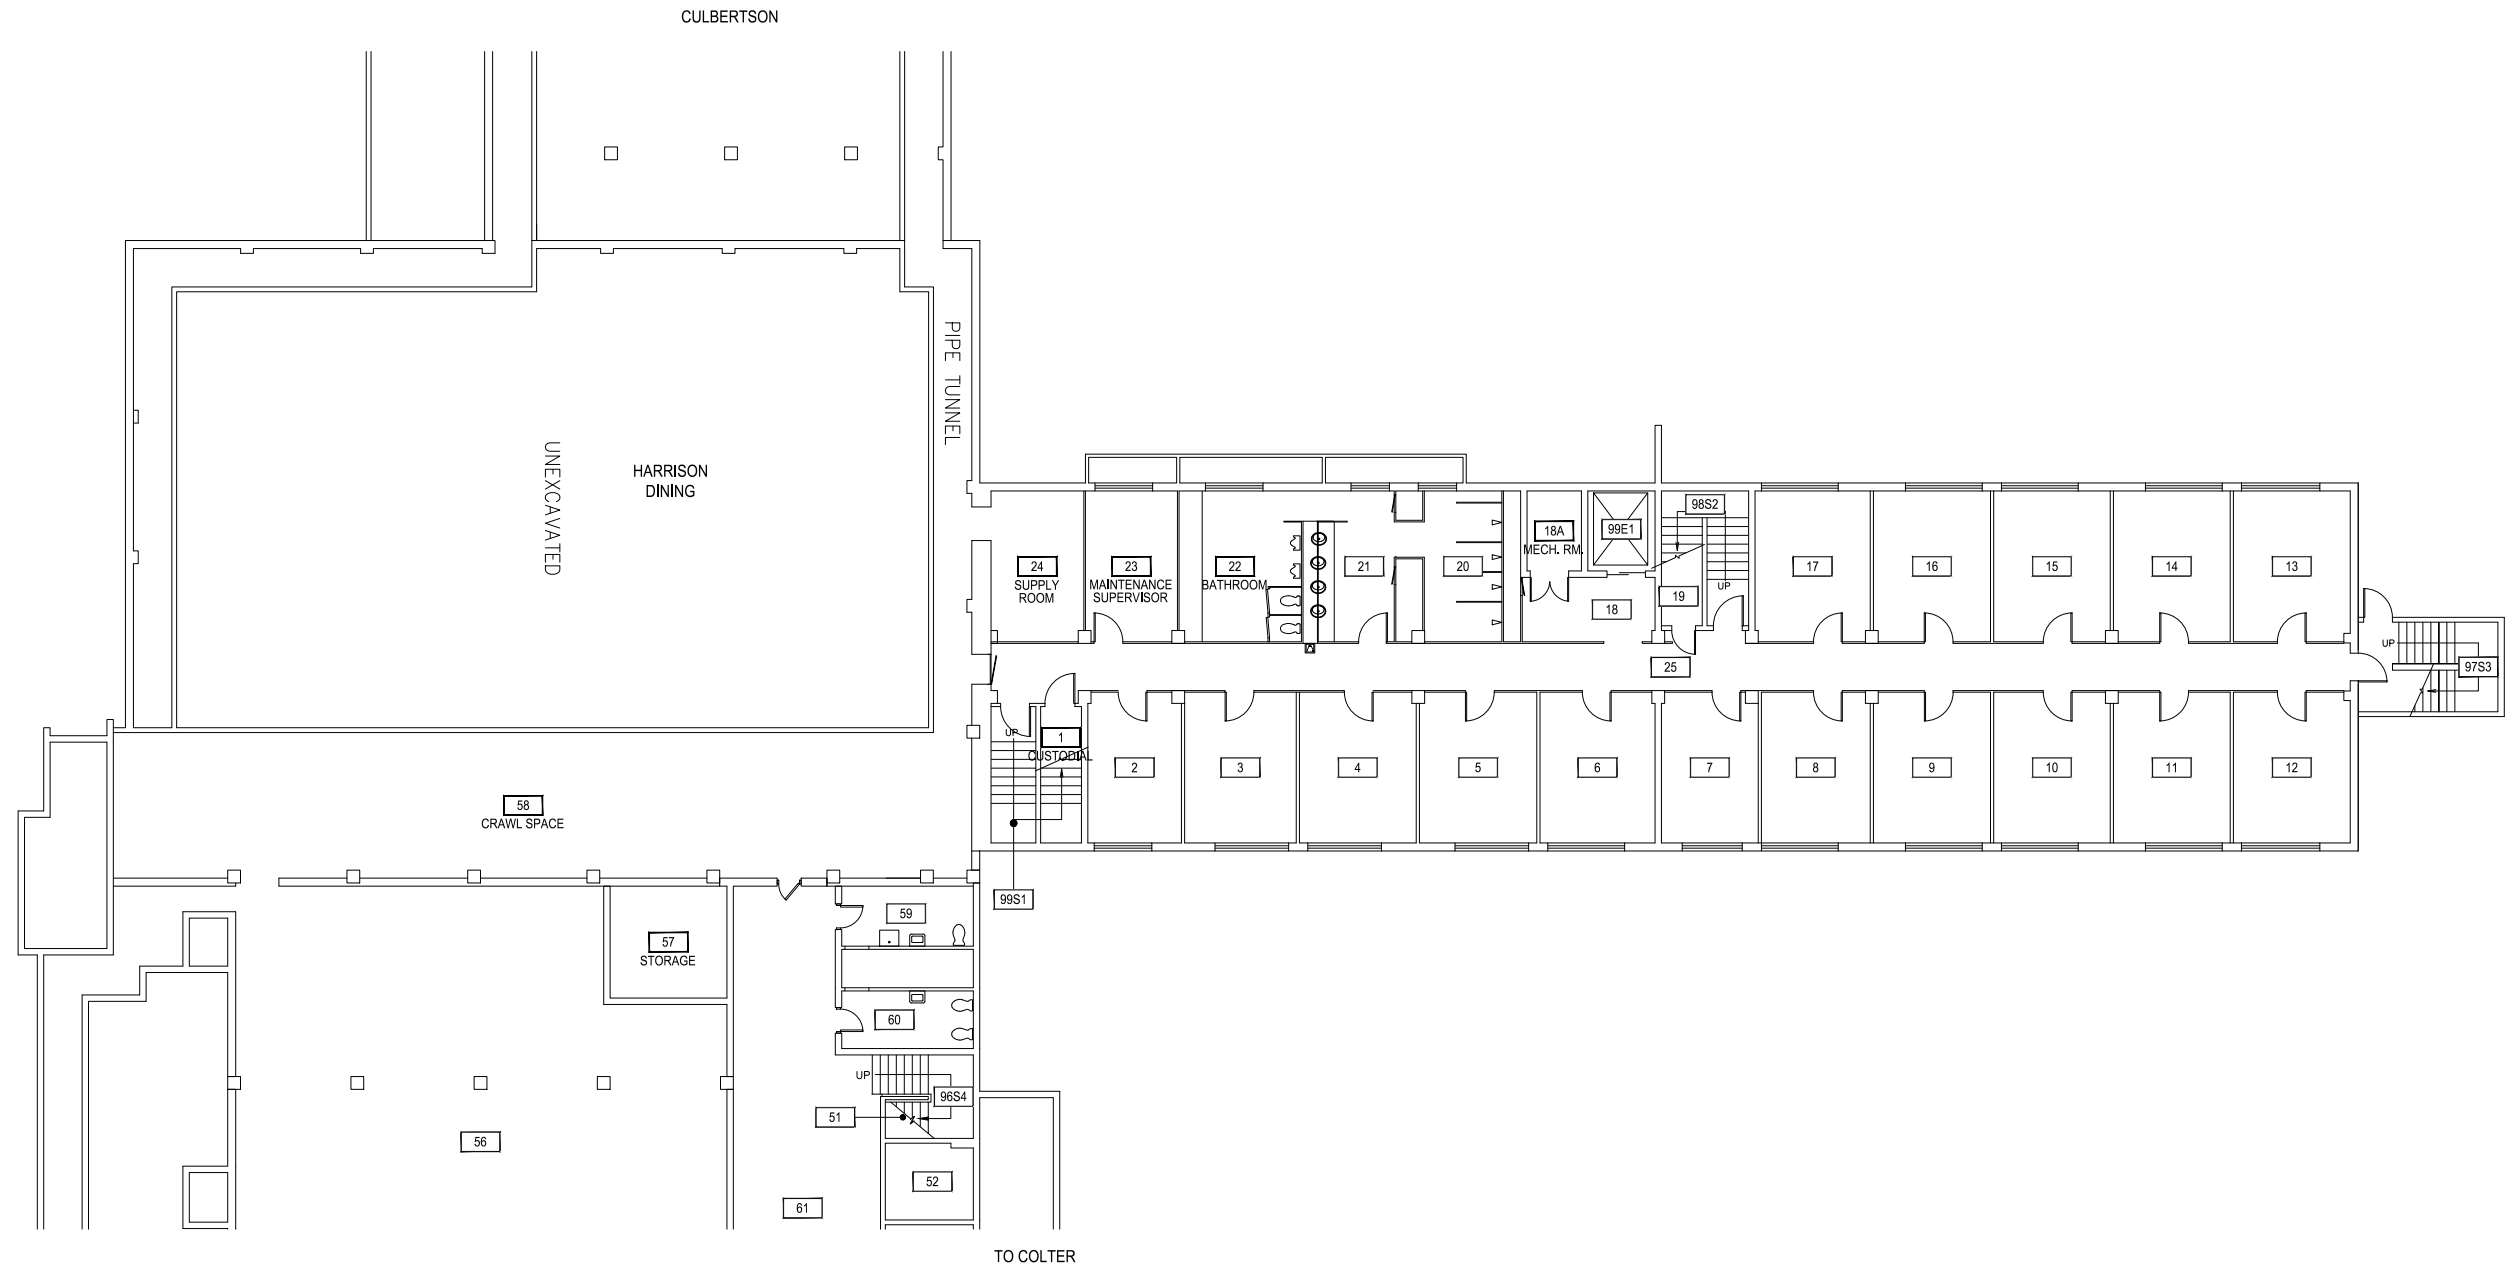 CULBERTSON
PIPE TUNNEL
UNEXCAVATED
HARRISON
DINING
98S2
18A
MECH. RM.
99E1
24
SUPPLY
ROOM
23
MAINTENANCE
SUPERVISOR
22
BATHROOM
21
20
17
16
15
14
13
UP
19
18
UP
97S3
25
UP
1
CUSTODIAL
2
3
4
5
6
7
8
9
10
11
12
58
CRAWL SPACE
99S1
59
57
STORAGE
60
UP
96S4
51
56
52
61
TO COLTER